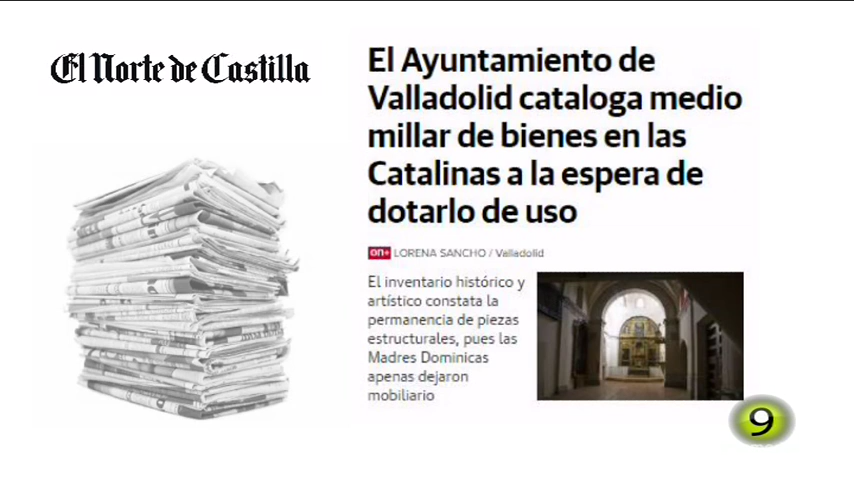 El Norte de Castilla
El Ayuntamiento de
Valladolid cataloga medio
millar de bienes en las
Catalinas a la espera de
dotarlo de uso
on+ LORENA SANCHO / Valladolid
El inventario histórico y
artístico constata la
permanencia de piezas
estructurales, pues las
Madres Dominicas
apenas dejaron
mobiliario
9